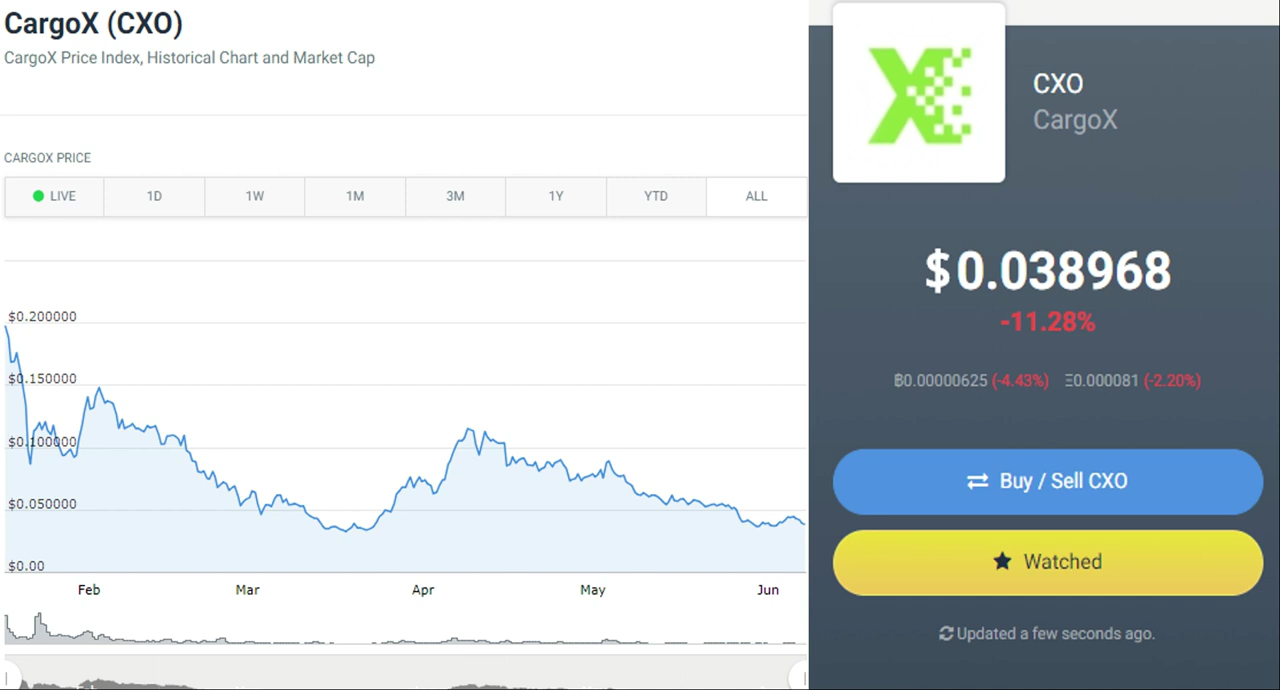 CargoX (CXO)
CargoX Price Index, Historical Chart and Market Cap
CARGOX PRICE
LIVE 1D 1W 1M 3M 1Y YTD ALL
$0.200000
$0.150000
$0.100000
$0.050000
$0.00
Feb Mar Apr May Jun
CXO
CargoX
$0.038968
-11.28%
฿0.00000625 (-4.43%) Ξ0.000081 (-2.20%)
Buy / Sell CXO
Watched
Updated a few seconds ago.